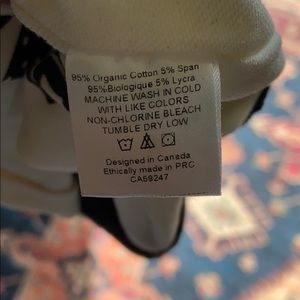 95% Organic Cotton 5% Span
95%Biologique 5% Lycra
MACHINE WASH IN COLD
WITH LIKE COLORS
NON-CHLORINE BLEACH
TUMBLE DRY LOW
Designed in Canada
Ethically made in PRC
CA59247